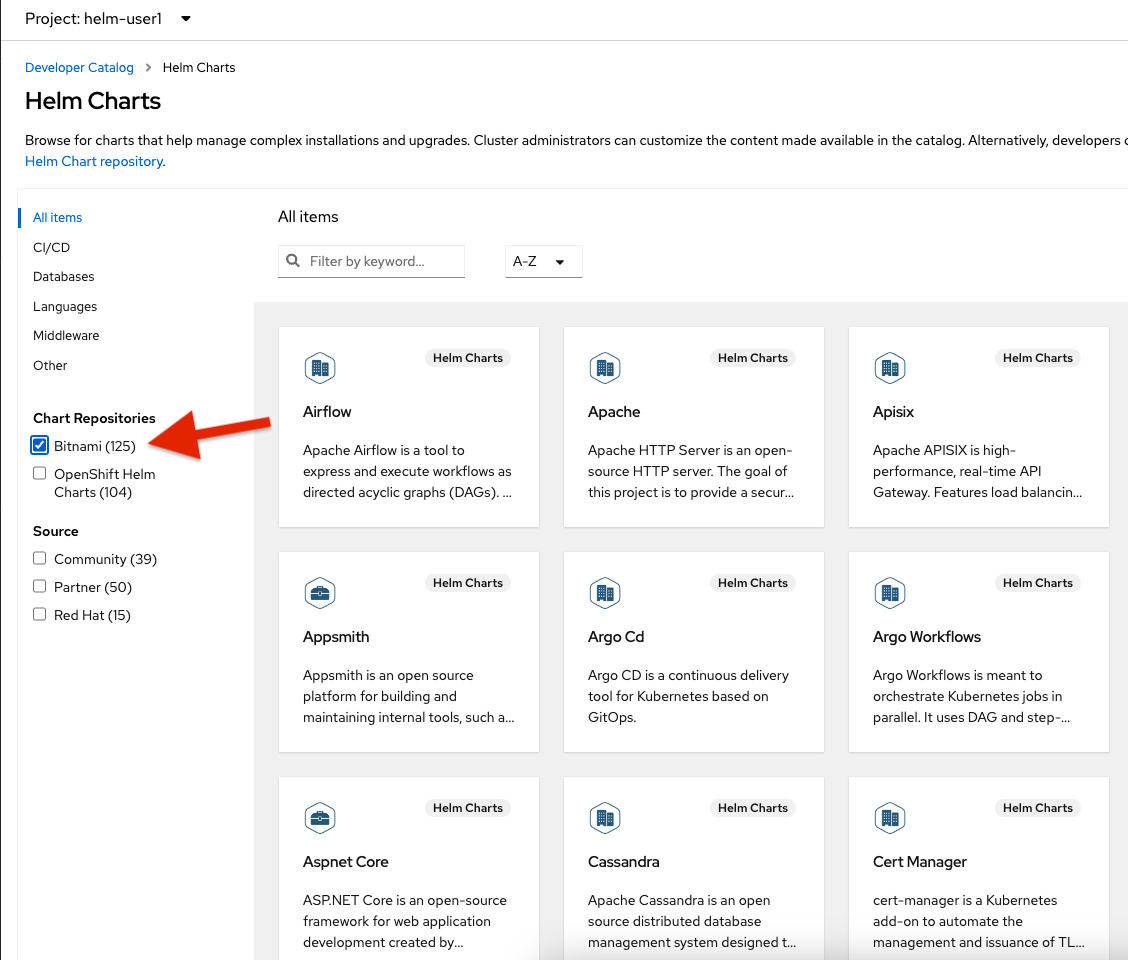 Project: helm-user1
Developer Catalog > Helm Charts
Helm Charts
Browse for charts that help manage complex installations and upgrades. Cluster administrators can customize the content made available in the catalog. Alternatively, developers c
Helm Chart repository.
All items
CI/CD
Databases
Languages
Middleware
Other
Chart Repositories
Bitnami (125)
OpenShift Helm
Charts (104)
Source
Community (39)
Partner (50)
Red Hat (15)
All items
Filter by keyword...
A-Z
Helm Charts
Airflow
Apache Airflow is a tool to
express and execute workflows as
directed acyclic graphs (DAGs). ...
Helm Charts
Apache
Apache HTTP Server is an open-
source HTTP server. The goal of
this project is to provide a secur...
Helm Charts
Apisix
Apache APISIX is high-
performance, real-time API
Gateway. Features load balancin...
Helm Charts
Appsmith
Appsmith is an open source
platform for building and
maintaining internal tools, such a...
Helm Charts
Argo Cd
Argo CD is a continuous delivery
tool for Kubernetes based on
GitOps.
Helm Charts
Argo Workflows
Argo Workflows is meant to
orchestrate Kubernetes jobs in
parallel. It uses DAG and step-...
Helm Charts
Aspnet Core
ASP.NET Core is an open-source
framework for web application
development created by...
Helm Charts
Cassandra
Apache Cassandra is an open
source distributed database
management system designed t...
Helm Charts
Cert Manager
cert-manager is a Kubernetes
add-on to automate the
management and issuance of TL...